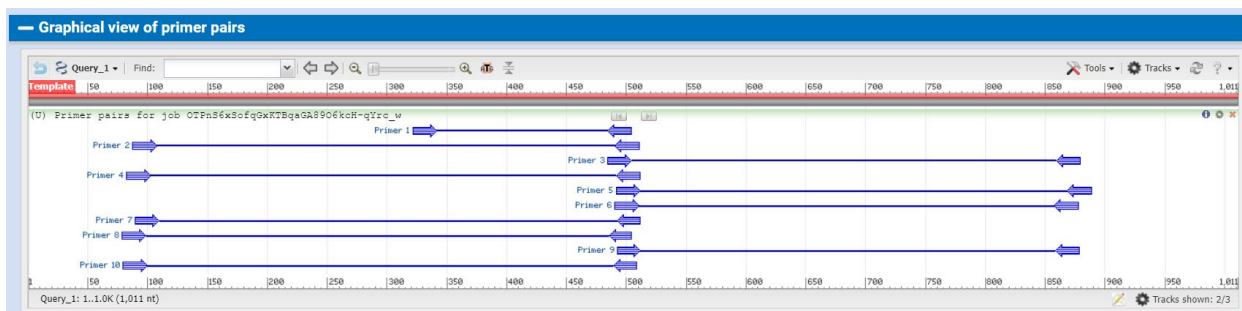 Graphical view of primer pairs
Query_1 Find: Tools Tracks ?
Template 50 100 150 200 250 300 350 400 450 500 550 600 650 700 750 800 850 900 950 1,011
(U) Primer pairs for job OTPnS6xSofqGxKTBqaGA89O6kcH-qYrc_w
Primer 1
Primer 2
Primer 3
Primer 4
Primer 5
Primer 6
Primer 7
Primer 8
Primer 9
Primer 10
1 50 100 150 200 250 300 350 400 450 500 550 600 650 700 750 800 850 900 950 1,011
Query_1: 1..1.0K (1,011 nt) Tracks shown: 2/3